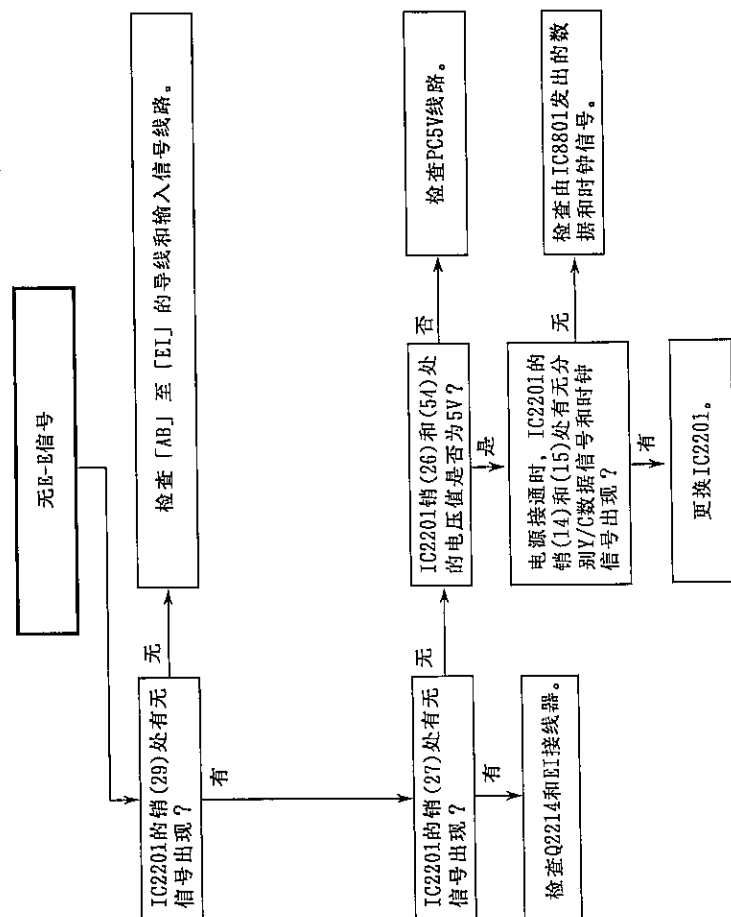 无E-E信号
IC2201的销(29)处有无
信号出现？
无
检查「AB」至「EI」的导线和输入信号线路。
有
IC2201的销(27)处有无
信号出现？
无
IC2201销(26)和(54)处
的电压值是否为5V？
否
检查PC5V线路。
有
检查Q2214和EI接线器。
是
电源接通时，IC2201的
销(14)和(15)处有无分
别Y/C数据信号和时钟
信号出现？
无
检查由IC8801发出的数
据和时钟信号。
有
更换IC2201。